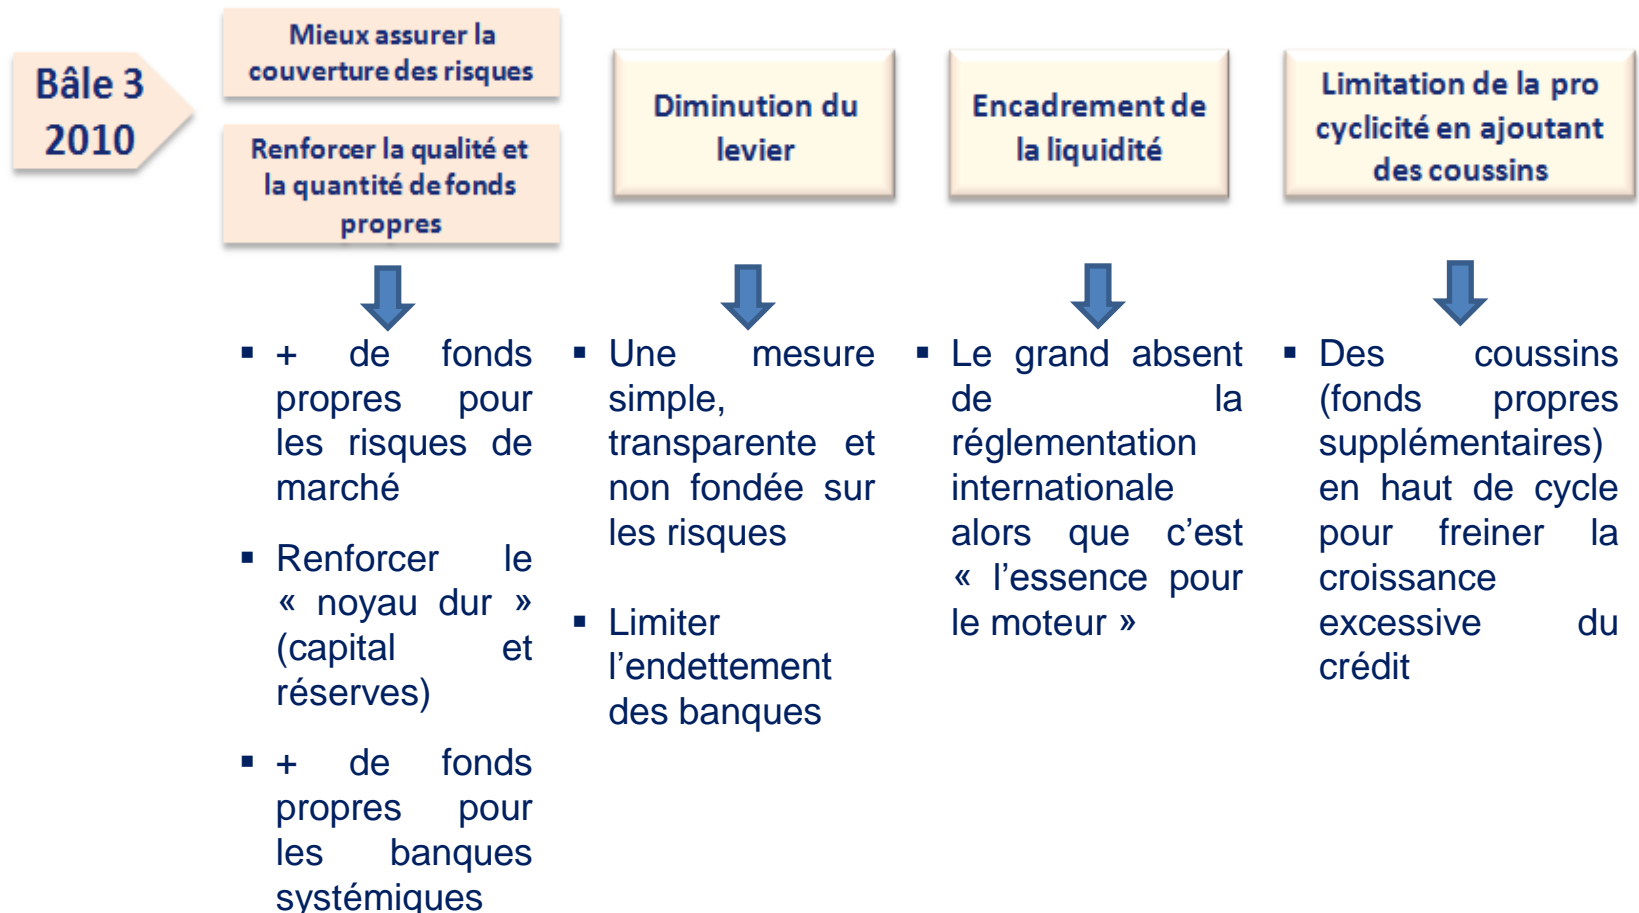 Bâle 3
2010
Mieux assurer la
couverture des risques
Renforcer la qualité et
la quantité de fonds
propres
Diminution du
levier
Encadrement de
la liquidité
Limitation de la pro
cyclicité en ajoutant
des coussins
▪ + de fonds
propres pour
les risques de
marché
▪ Renforcer le
« noyau dur »
(capital et
réserves)
▪ + de fonds
propres pour
les banques
systémiques
▪ Une mesure
simple,
transparente et
non fondée sur
les risques
▪ Limiter
l’endettement
des banques
▪ Le grand absent
de la
réglementation
internationale
alors que c’est
« l’essence pour
le moteur »
▪ Des coussins
(fonds propres
supplémentaires)
en haut de cycle
pour freiner la
croissance
excessive du
crédit